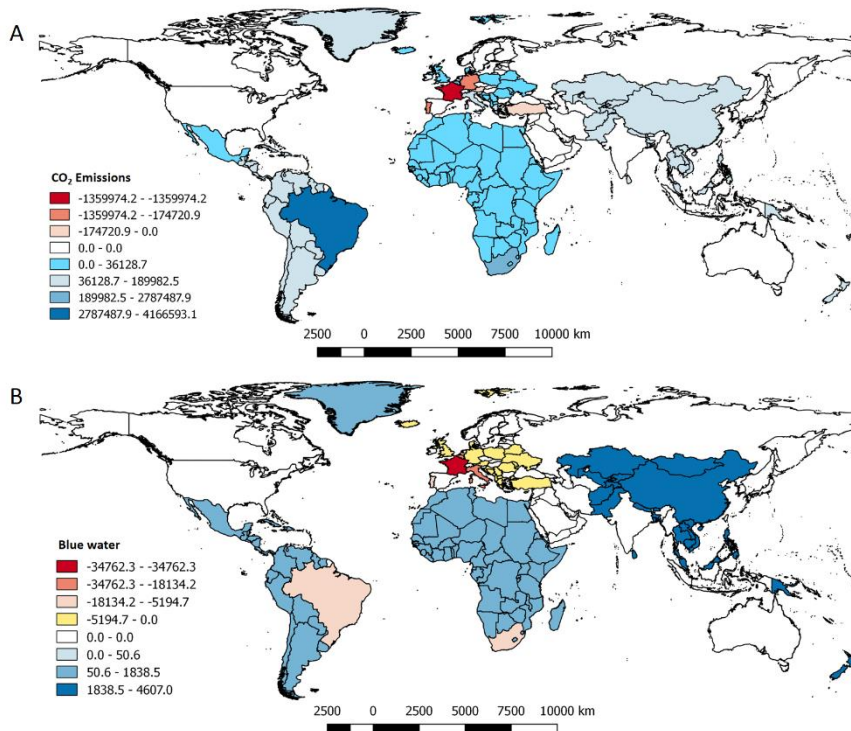 A
CO₂ Emissions
-1359974.2 - -1359974.2
-1359974.2 - -174720.9
-174720.9 - 0.0
0.0 - 0.0
0.0 - 36128.7
36128.7 - 189982.5
189982.5 - 2787487.9
2787487.9 - 4166593.1
2500 0 2500 5000 7500 10000 km
B
Blue water
-34762.3 - -34762.3
-34762.3 - -18134.2
-18134.2 - -5194.7
-5194.7 - 0.0
0.0 - 0.0
0.0 - 50.6
50.6 - 1838.5
1838.5 - 4607.0
2500 0 2500 5000 7500 10000 km